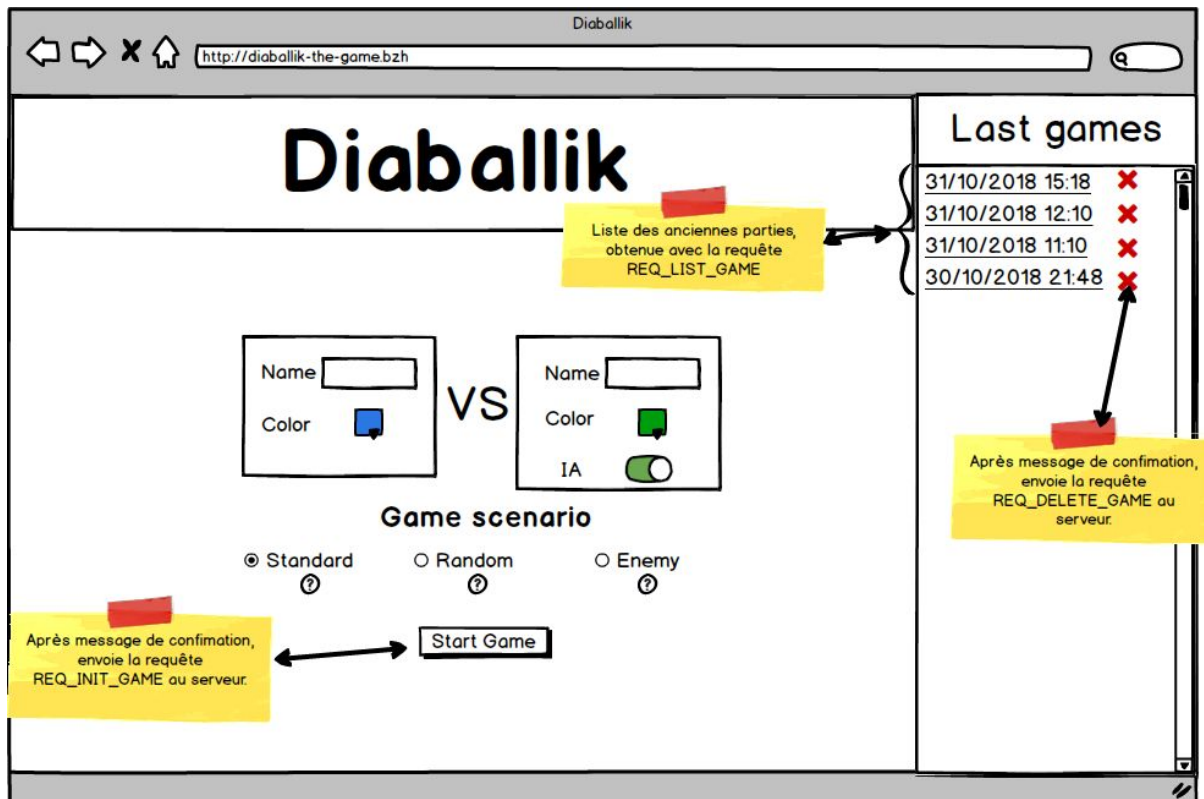 Diaballik
http://diaballik-the-game.bzh
Diaballik
Liste des anciennes parties,
obtenue avec la requête
REQ_LIST_GAME
Last games
31/10/2018 15:18
31/10/2018 12:10
31/10/2018 11:10
30/10/2018 21:48
Name
Color
VS
Name
Color
IA
Après message de confimation,
envoie la requête
REQ_DELETE_GAME au
serveur.
Game scenario
Standard
Random
Enemy
?
?
?
Après message de confimation,
envoie la requête
REQ_INIT_GAME au serveur.
Start Game